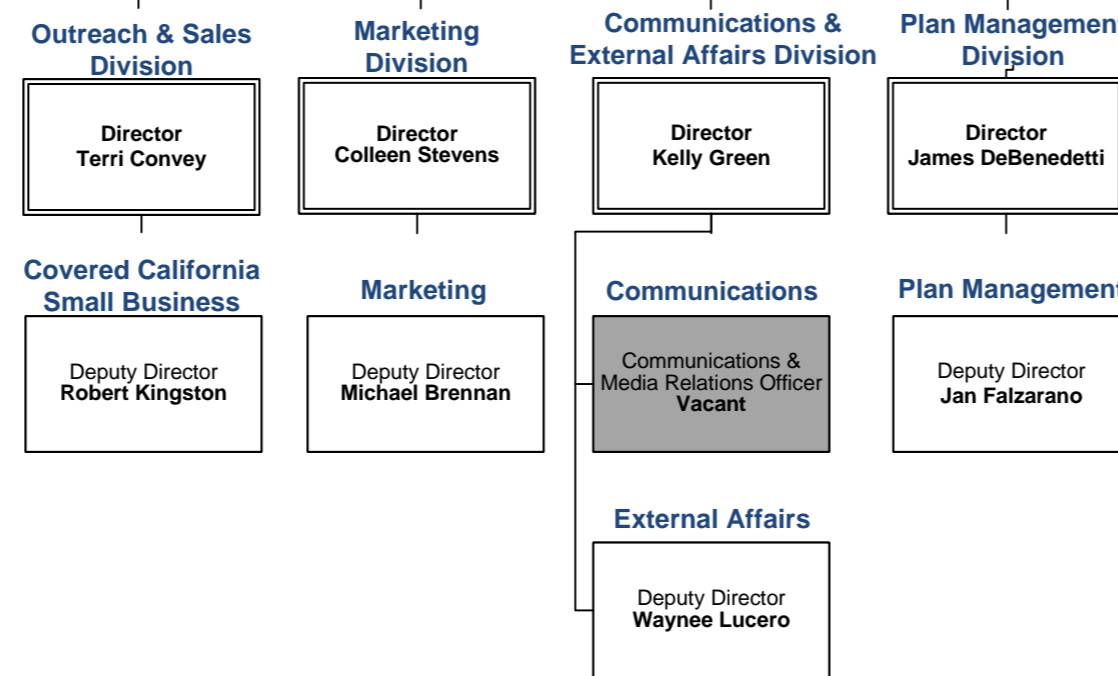 Outreach & Sales
Division
Director
Terri Convey
Covered California
Small Business
Deputy Director
Robert Kingston
Marketing
Division
Director
Colleen Stevens
Marketing
Deputy Director
Michael Brennan
Communications &
External Affairs Division
Director
Kelly Green
Communications
Communications &
Media Relations Officer
Vacant
External Affairs
Deputy Director
Waynee Lucero
Plan Management
Division
Director
James DeBenedetti
Plan Management
Deputy Director
Jan Falzarano